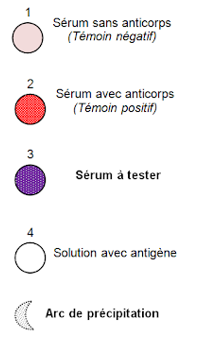 1
Sérum sans anticorps
(Témoin négatif)
2
Sérum avec anticorps
(Témoin positif)
3
Sérum à tester
4
Solution avec antigène
Arc de précipitation